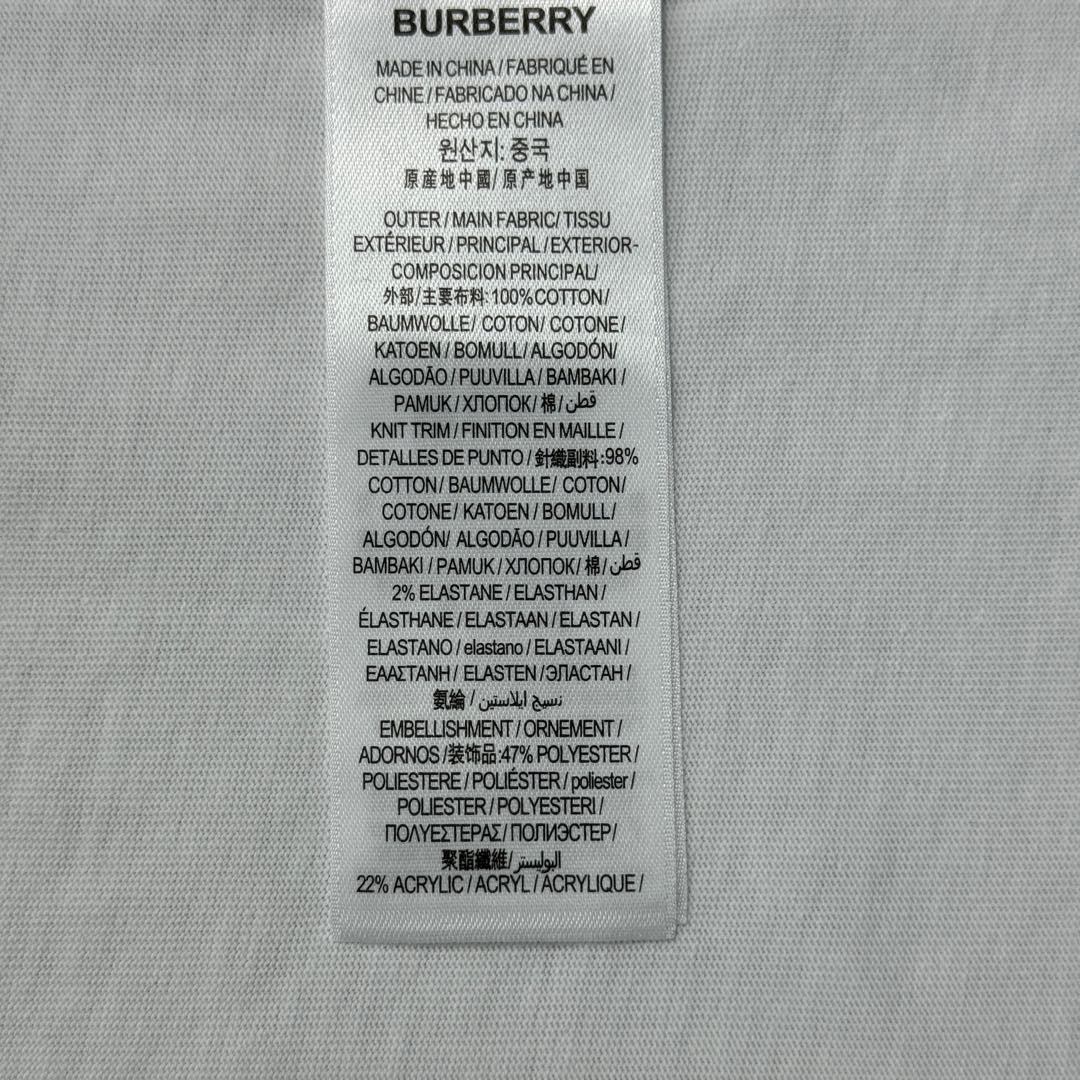 BURBERRY
MADE IN CHINA / FABRIQUÉ EN
CHINE / FABRICADO NA CHINA /
HECHO EN CHINA
원산지: 중국
原産地中國/ 原产地中国
OUTER / MAIN FABRIC/ TISSU
EXTÉRIEUR / PRINCIPAL / EXTERIOR-
COMPOSICION PRINCIPAL/
外部/主要布料: 100% COTTON /
BAUMWOLLE/ COTON/ COTONE /
KATOEN / BOMULL/ ALGODÓN/
ALGODÃO / PUUVILLA / BAMBAKI /
PAMUK / ХЛОПОК / 棉 / قطن
KNIT TRIM / FINITION EN MAILLE /
DETALLES DE PUNTO / 針織副料:98%
COTTON / BAUMWOLLE/ COTON/
COTONE / KATOEN / BOMULL/
ALGODÓN/ ALGODÃO / PUUVILLA /
BAMBAKI / PAMUK / ХЛОПОК/ 棉/ قطن
2% ELASTANE / ELASTHAN /
ÉLASTHANE / ELASTAAN / ELASTAN /
ELASTANO / elastano / ELASTAANI /
ΕΑΑΣΤΑΝΗ / ELASTEN /ЭЛАСТАН /
氨綸 / نسيج ايلاستين
EMBELLISHMENT / ORNEMENT /
ADORNOS /装饰品:47% POLYESTER /
POLIESTERE / POLIÉSTER / poliester /
POLIESTER / POLYESTERI /
ΠΟΛΥΕΣΤΕΡΑΣ/ ПОЛИЭСТЕР/
聚酯纖維/ البوليستر
22% ACRYLIC / ACRYL / ACRYLIQUE /